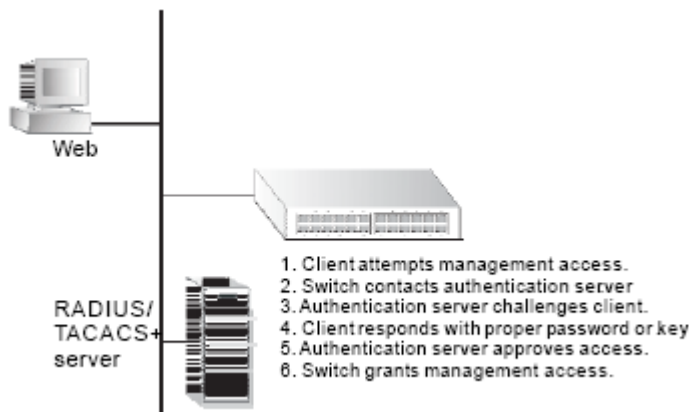 Web
1. Client attempts management access.
2. Switch contacts authentication server
3. Authentication server challenges client.
4. Client responds with proper password or key
5. Authentication server approves access.
6. Switch grants management access.
RADIUS/
TACACS+
server